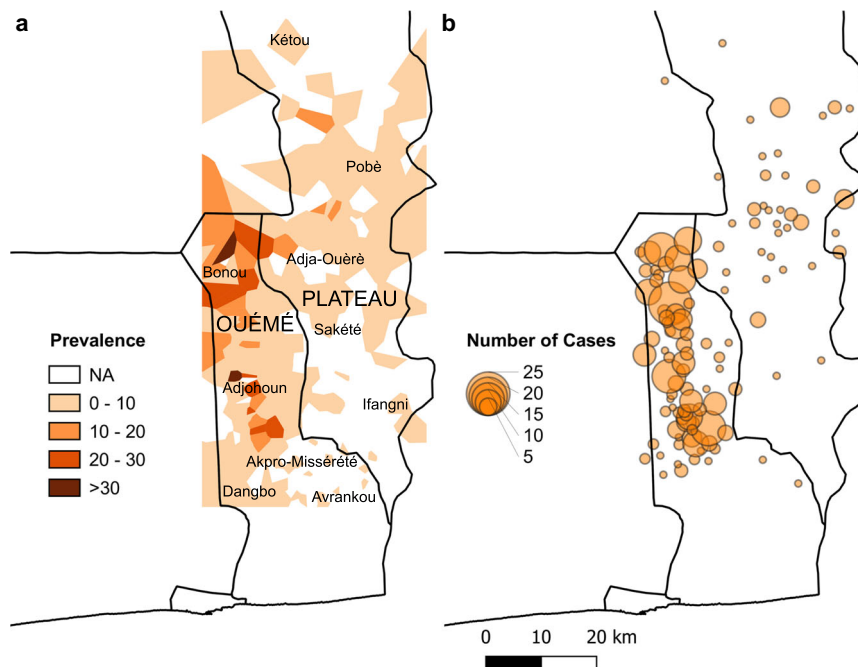 a
b
Kétou
Pobè
Adja-Ouèrè
Bonou
PLATEAU
OUÉMÉ
Sakété
Prevalence
NA
0 - 10
10 - 20
20 - 30
>30
Adjohoun
Ifangni
Akpro-Missérété
Dangbo
Avrankou
Number of Cases
25
20
15
10
5
0 10 20 km